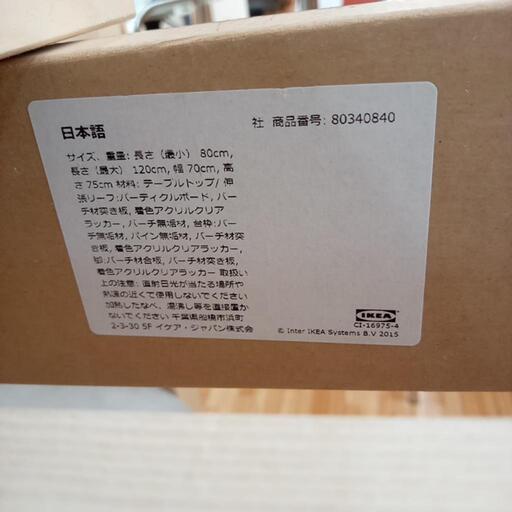 日本語
社 商品番号: 80340840
サイズ、重量: 長さ（最小） 80cm,
長さ（最大） 120cm, 幅 70cm, 高
さ 75cm 材料: テーブルトップ/ 伸
張リーフ:パーティクルボード, バー
チ材突き板, 着色アクリルクリア
ラッカー, バーチ無垢材, 台枠: バー
チ無垢材, パイン無垢材, バーチ材突
き板, 着色アクリルクリアラッカー,
脚: バーチ材合板, バーチ材突き板,
着色アクリルクリアラッカー 取扱い
上の注意: 直射日光が当たる場所や
熱源の近くで使用しないでください
加熱したなべ、湯沸し等を直接置か
ないでください 千葉県船橋市浜町
2-3-30 5F イケア・ジャパン株式会
IKEA
CI-16975-4
© Inter IKEA Systems B.V 2015